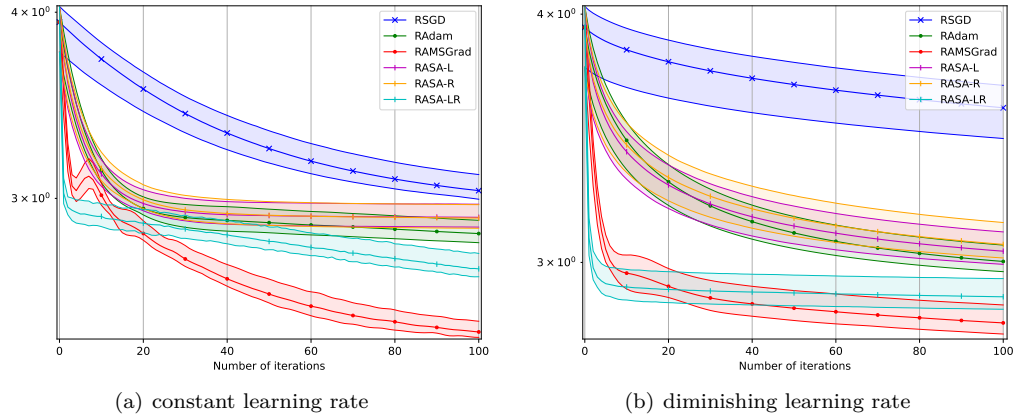 4 × 10⁰
3 × 10⁰
RSGD
RAdam
RAMSGrad
RASA-L
RASA-R
RASA-LR
0 20 40 60 80 100
Number of iterations
(a) constant learning rate
4 × 10⁰
3 × 10⁰
RSGD
RAdam
RAMSGrad
RASA-L
RASA-R
RASA-LR
0 20 40 60 80 100
Number of iterations
(b) diminishing learning rate